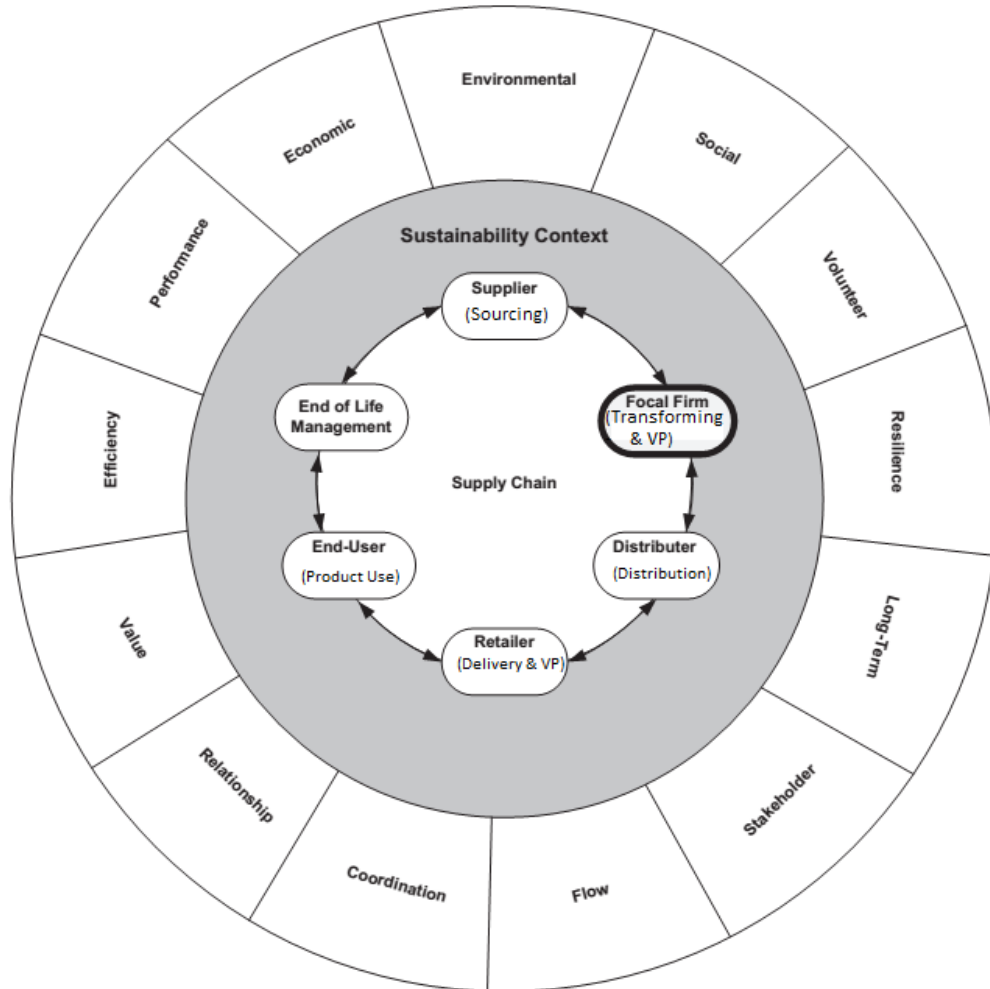 Environmental
Social
Volunteer
Resilience
Long-Term
Stakeholder
Flow
Coordination
Relationship
Value
Efficiency
Performance
Economic
Sustainability Context
Supplier
(Sourcing)
Focal Firm
(Transforming
& VP)
Distributer
(Distribution)
Retailer
(Delivery & VP)
End-User
(Product Use)
End of Life
Management
Supply Chain